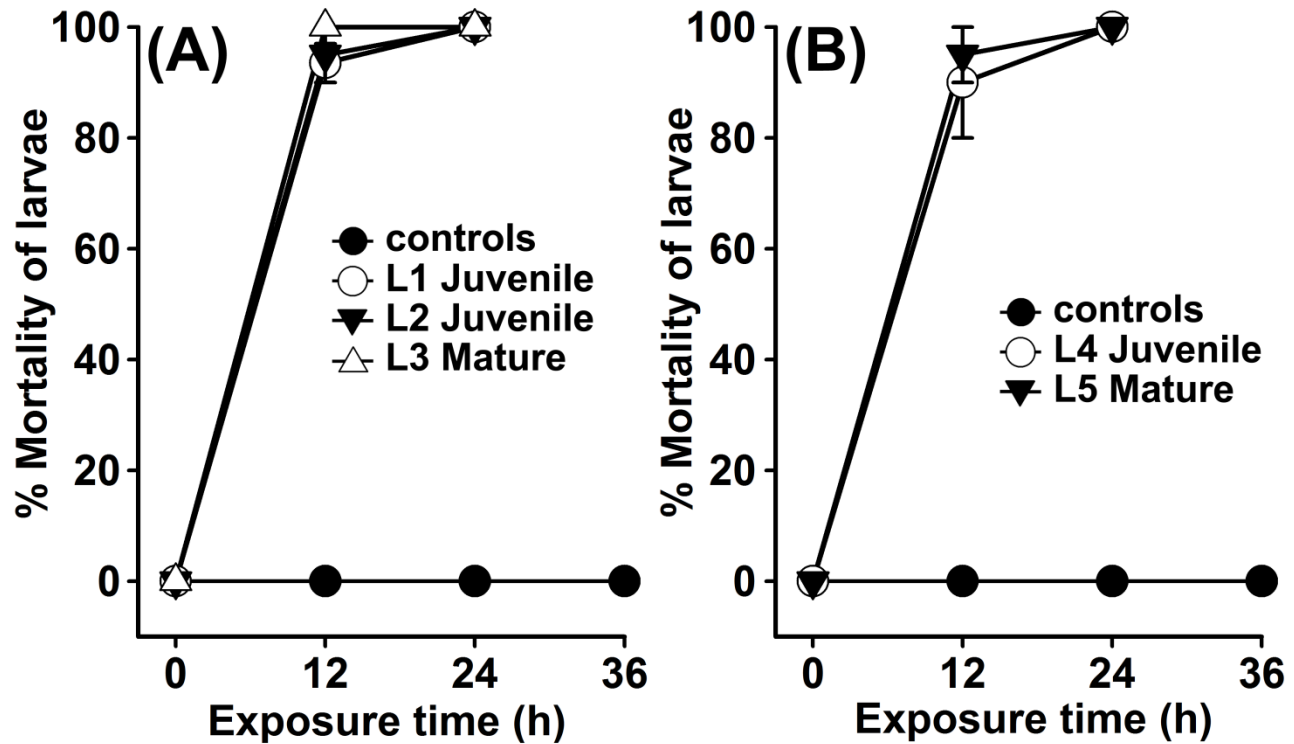 (A)
% Mortality of larvae
100
80
60
40
20
0
controls
L1 Juvenile
L2 Juvenile
L3 Mature
0 12 24 36
Exposure time (h)
(B)
% Mortality of larvae
100
80
60
40
20
0
controls
L4 Juvenile
L5 Mature
0 12 24 36
Exposure time (h)